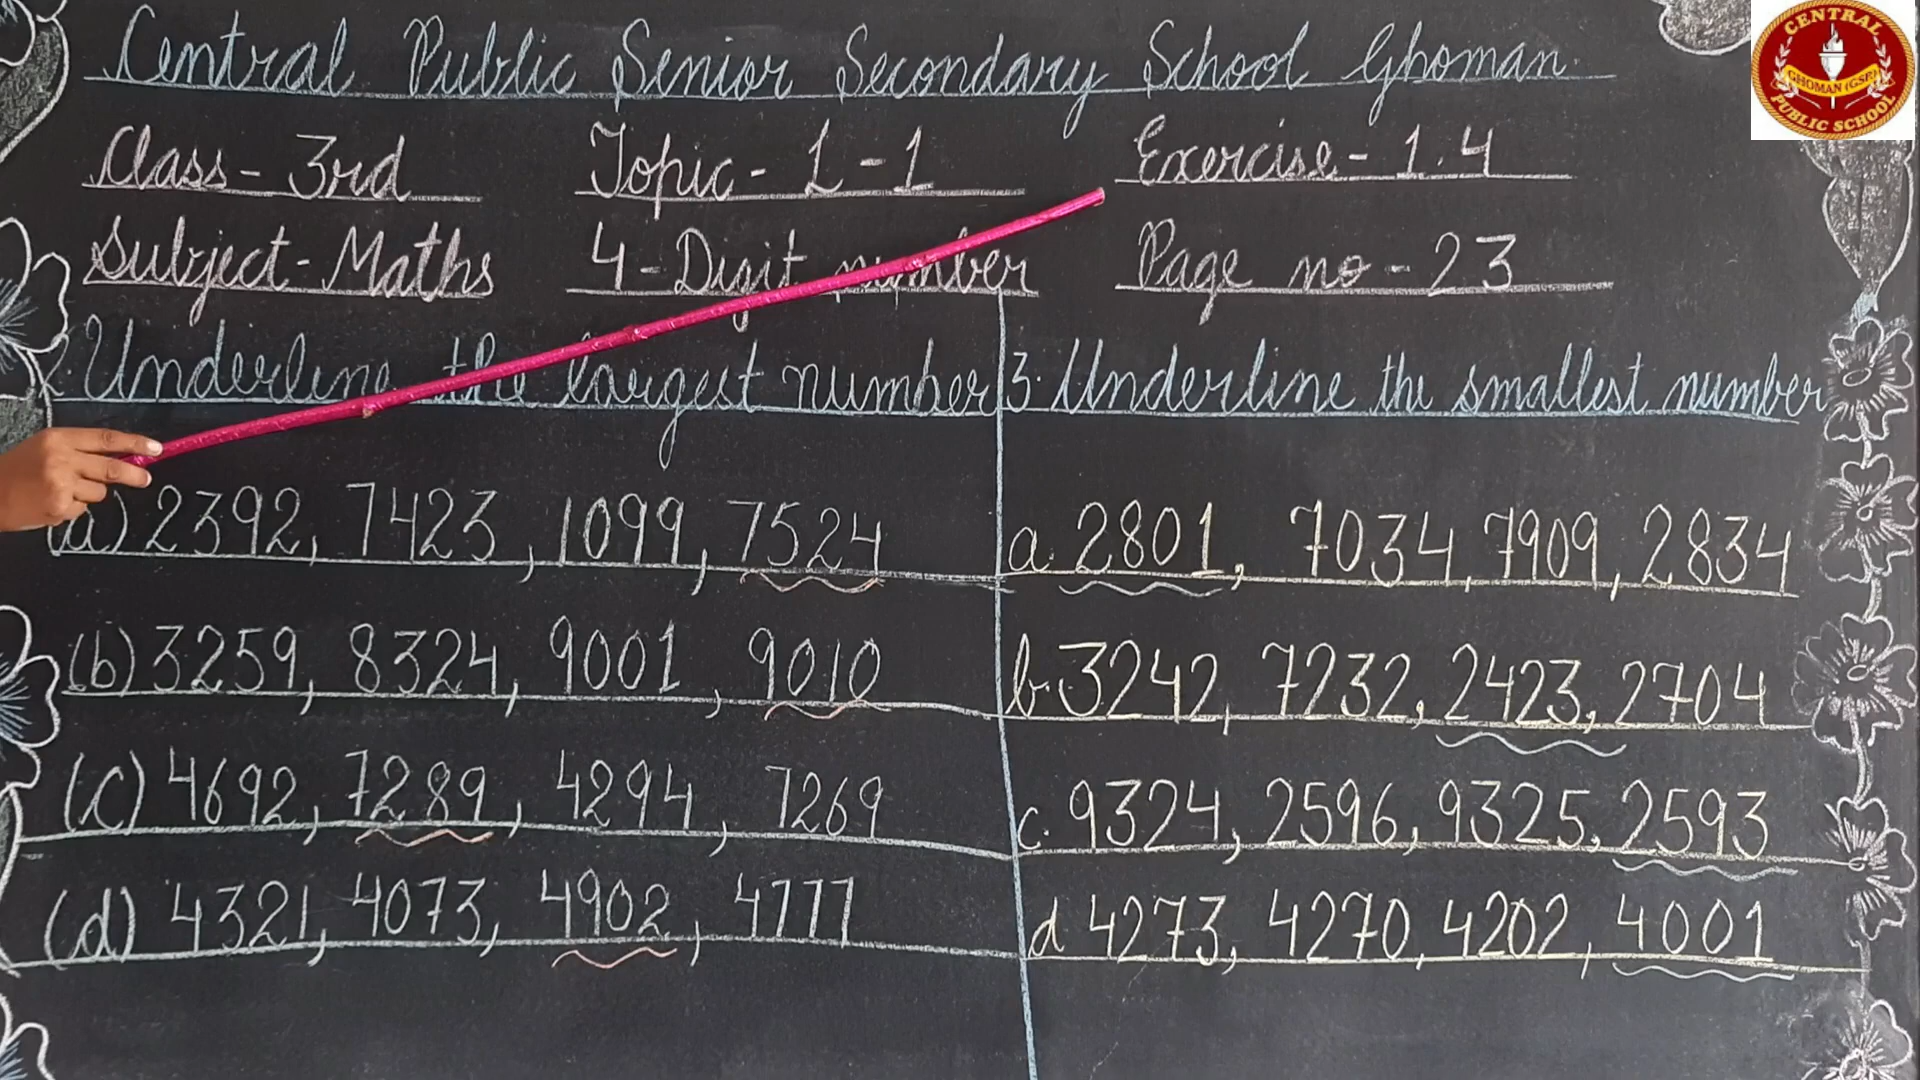 Central Public Senior Secondary School Ghoman.
CENTRAL
GHOMAN (GSP)
PUBLIC SCHOOL
Class - 3rd Topic - L - 1 Exercise - 1.4
Subject - Maths 4 - Digit number Page no - 23
2. Underline the largest number
(a) 2392, 7423, 1099, 7524
(b) 3259, 8324, 9001, 9010
(c) 4692, 7289, 4294, 7269
(d) 4321, 4073, 4902, 4777
3. Underline the smallest number
a. 2801, 7034, 7909, 2834
b. 3242, 7232, 2423, 2704
c. 9324, 2596, 9325, 2593
d 4273, 4270, 4202, 4001